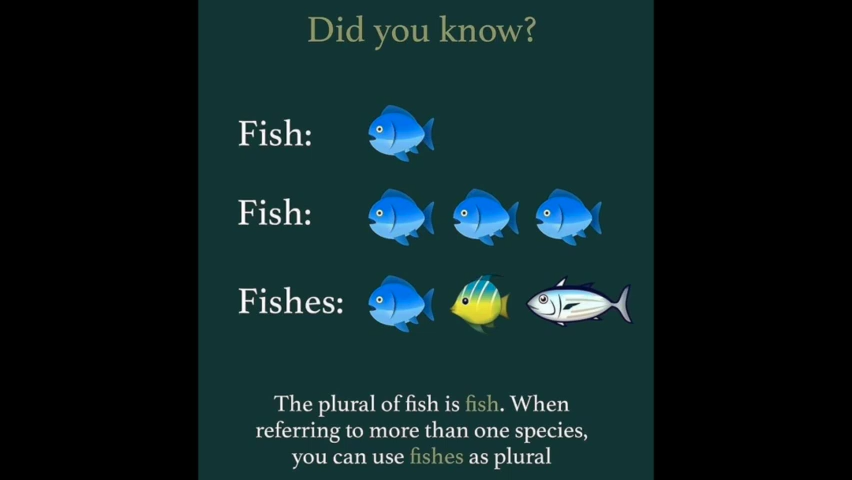 Did you know?
Fish:
Fish:
Fishes:
The plural of fish is fish. When
referring to more than one species,
you can use fishes as plural